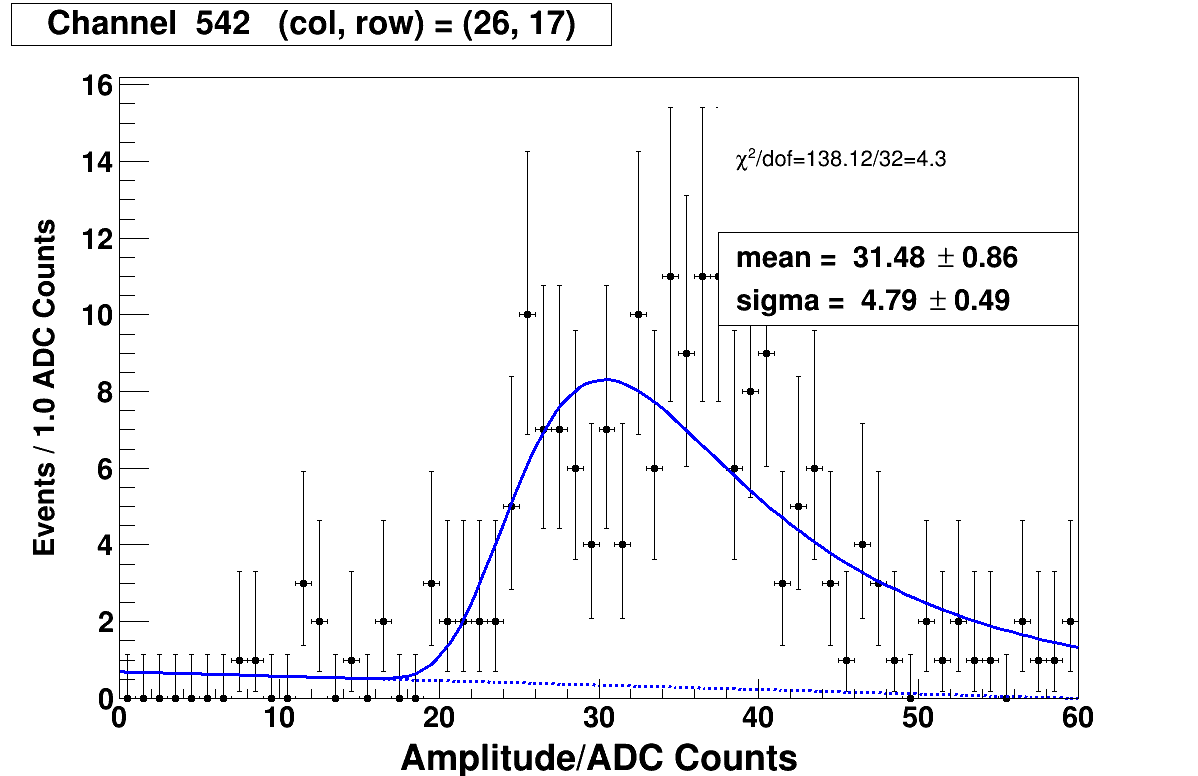 Channel  542   (col, row) = (26, 17)
χ²/dof=138.12/32=4.3
mean =  31.48 ± 0.86
sigma =  4.79 ± 0.49
Events / 1.0 ADC Counts
16
14
12
10
8
6
4
2
0
0 10 20 30 40 50 60
Amplitude/ADC Counts